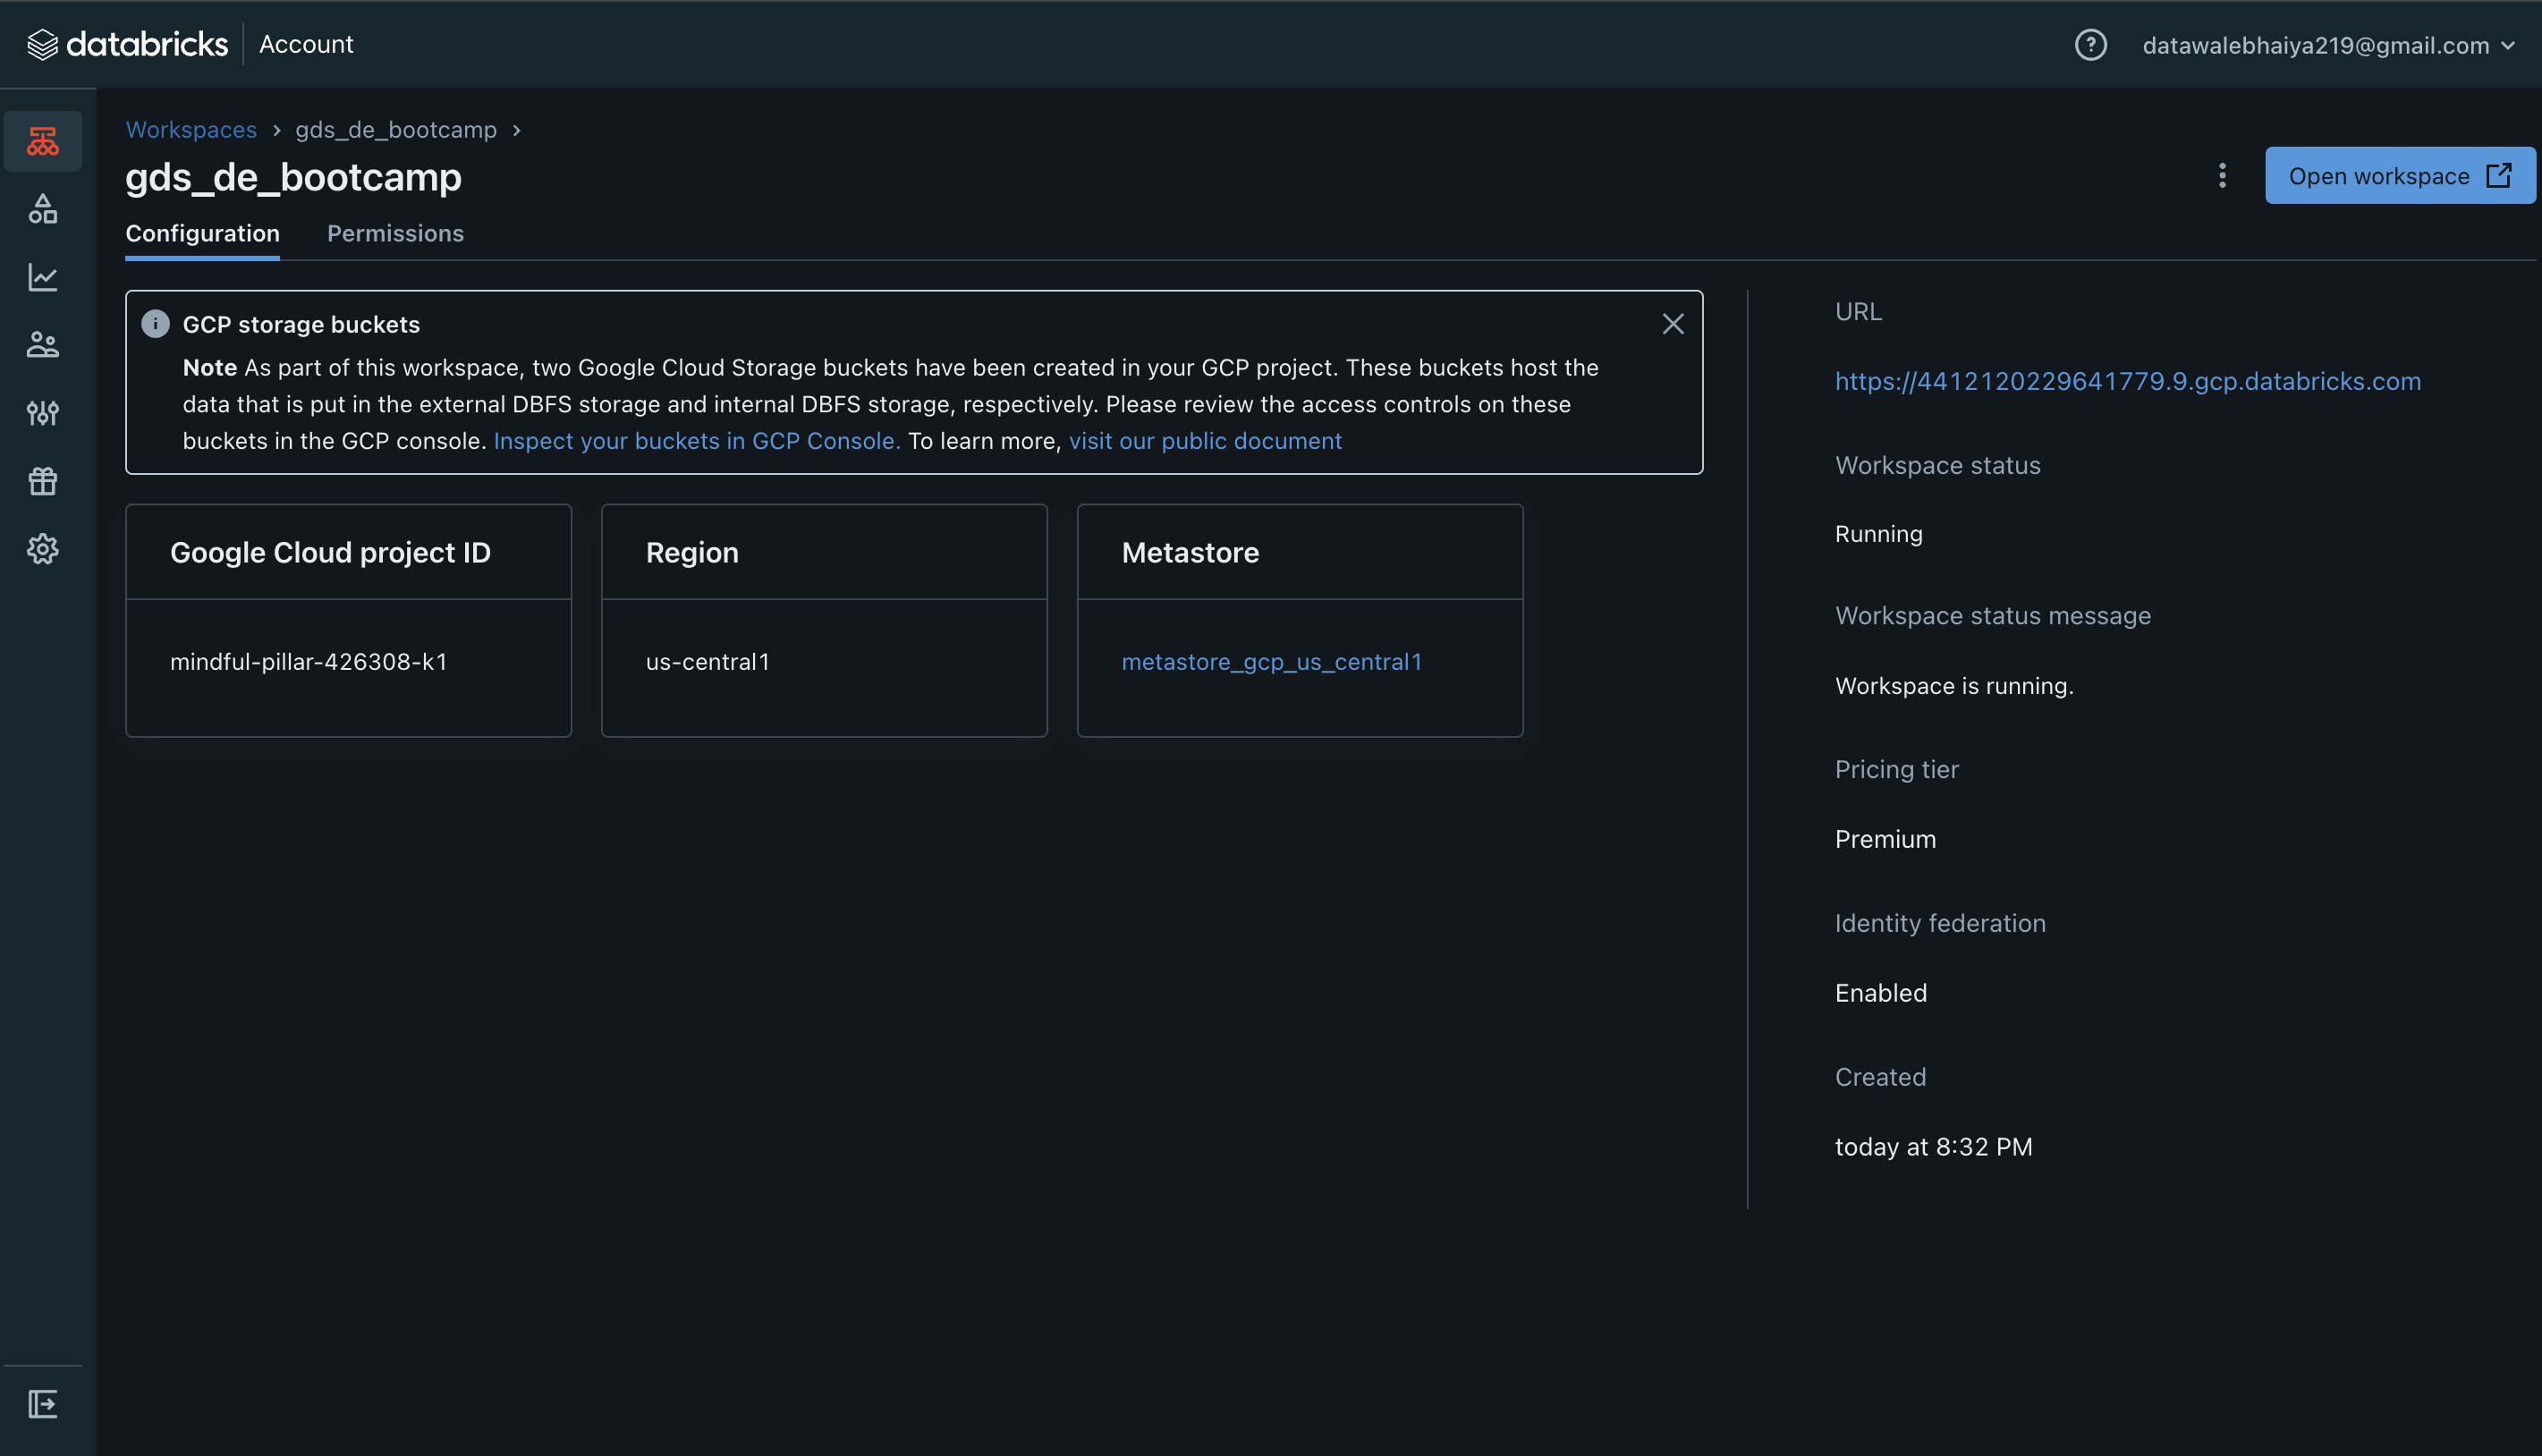 databricks Account
datawalebhaiya219@gmail.com
Workspaces > gds_de_bootcamp >
gds_de_bootcamp
Open workspace
Configuration Permissions
GCP storage buckets
Note As part of this workspace, two Google Cloud Storage buckets have been created in your GCP project. These buckets host the
data that is put in the external DBFS storage and internal DBFS storage, respectively. Please review the access controls on these
buckets in the GCP console. Inspect your buckets in GCP Console. To learn more, visit our public document
Google Cloud project ID
mindful-pillar-426308-k1
Region
us-central1
Metastore
metastore_gcp_us_central1
URL
https://4412120229641779.9.gcp.databricks.com
Workspace status
Running
Workspace status message
Workspace is running.
Pricing tier
Premium
Identity federation
Enabled
Created
today at 8:32 PM